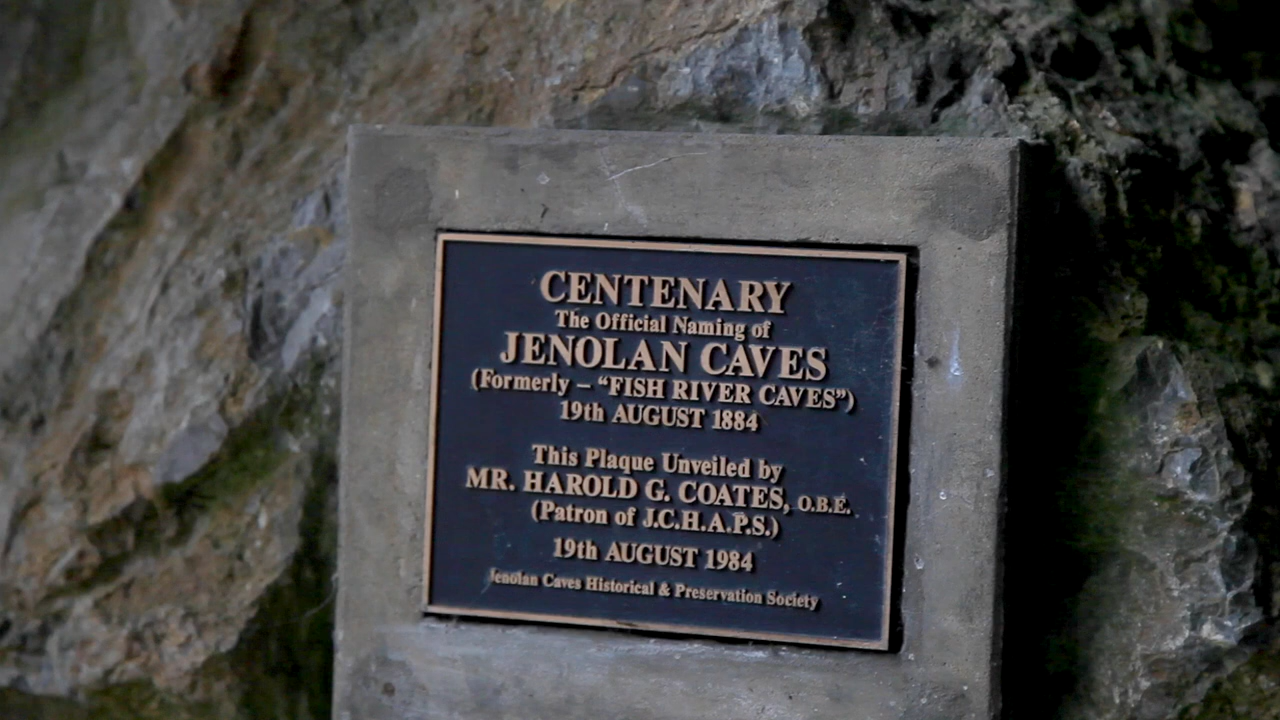 CENTENARY
The Official Naming of
JENOLAN CAVES
(Formerly – “FISH RIVER CAVES”)
19th AUGUST 1884
This Plaque Unveiled by
MR. HAROLD G. COATES, O.B.E.
(Patron of J.C.H.A.P.S.)
19th AUGUST 1984
Jenolan Caves Historical & Preservation Society